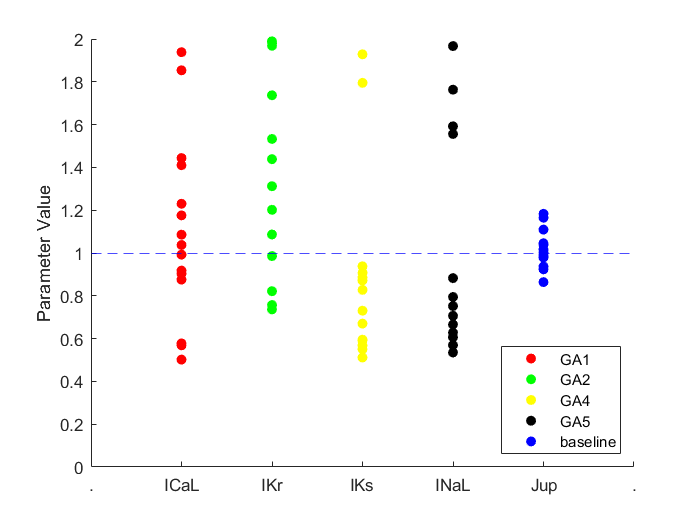 2
1.8
1.6
1.4
1.2
1
0.8
0.6
0.4
0.2
0
Parameter Value
. ICaL IKr IKs INaL Jup .
GA1
GA2
GA4
GA5
baseline